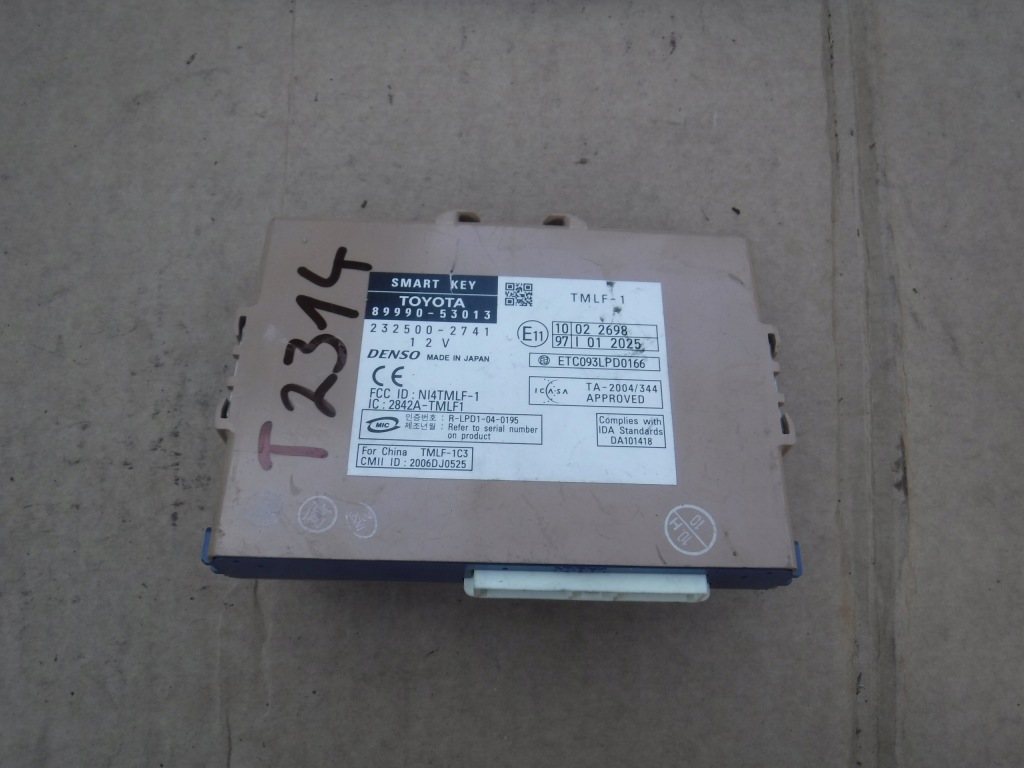 T 2314
SMART KEY
TOYOTA
89990-53013
232500-2741
12V
DENSO MADE IN JAPAN
CE
FCC ID : NI4TMLF-1
IC : 2842A-TMLF1
MIC
인증번호 : R-LPD1-04-0195
제조년월 : Refer to serial number
on product
For China TMLF-1C3
CMII ID : 2006DJ0525
TMLF-1
E11
10 02 2698
97 I 01 2025
ETC093LPD0166
ICASA
TA-2004/344
APPROVED
Complies with
IDA Standards
DA101418
10
H